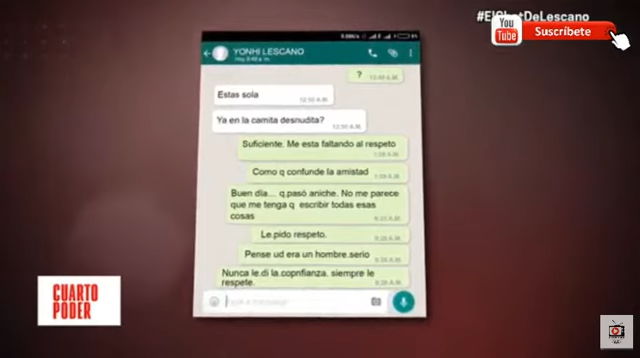 #ElChatDeLescano
You
Tube
Suscríbete
YONHI LESCANO
?
12:49 A.M.
Estas sola
12:50 A.M.
Ya en la camita desnudita?
12:50 A.M.
Suficiente. Me esta faltando al respeto
Como q confunde la amistad
Buen día... q.pasó aniche. No me parece
que me tenga q escribir todas esas
cosas
Le.pido respeto.
Pense ud era un hombre.serio
Nunca le.di la.copnfianza. siempre le
respete.
CUARTO
PODER